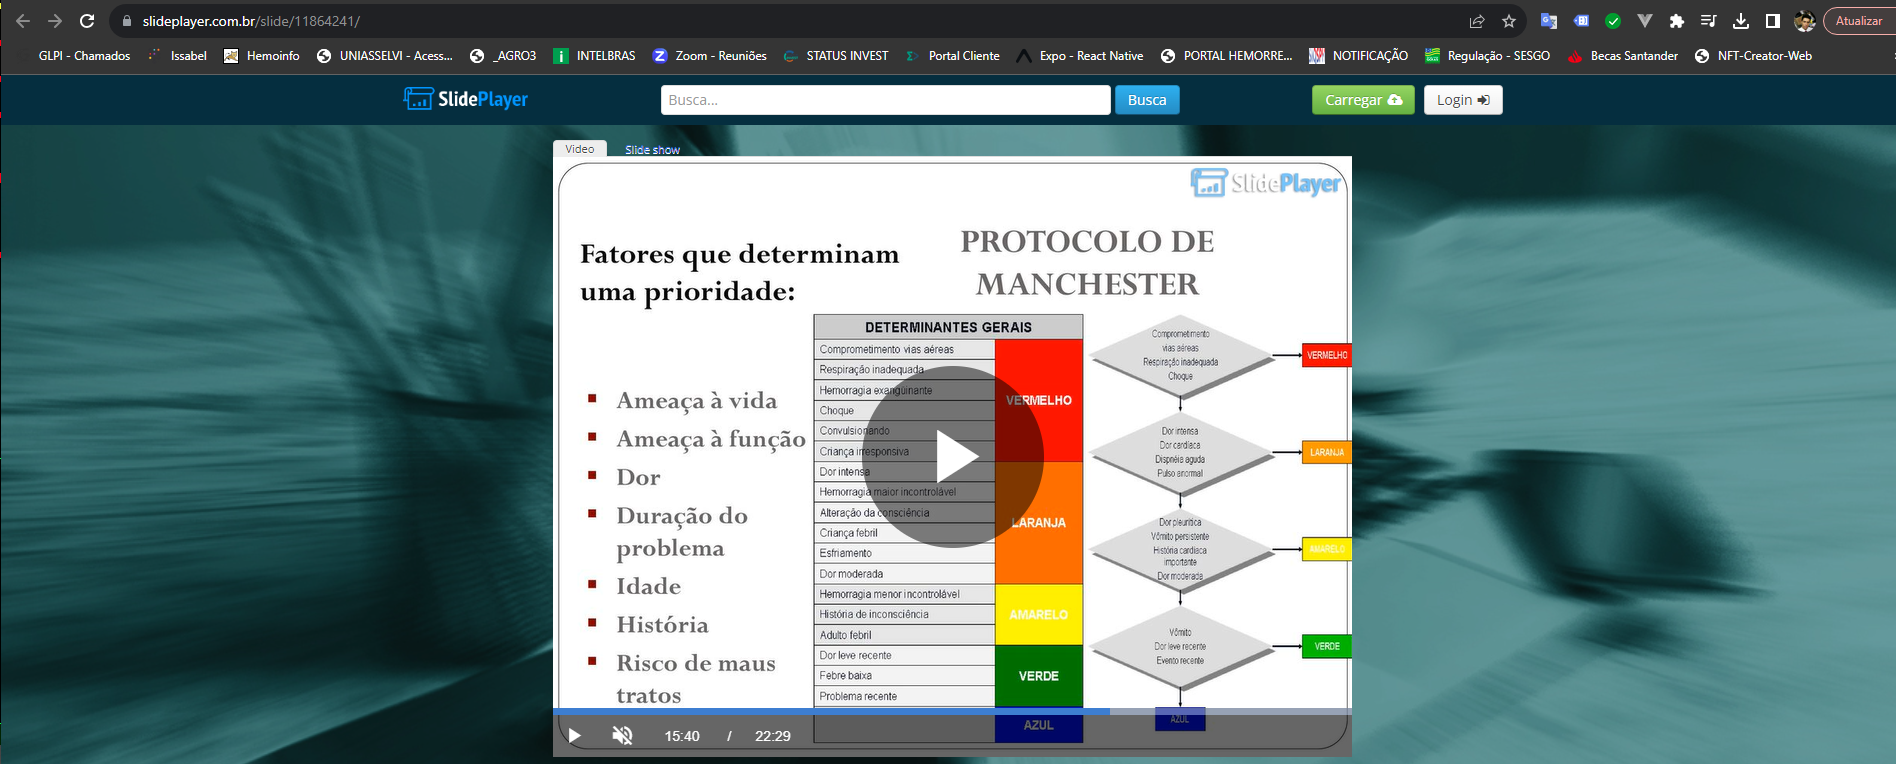 slideplayer.com.br/slide/11864241/
Atualizar
GLPI - Chamados
Issabel
Hemoinfo
UNIASSELVI - Acess...
_AGRO3
INTELBRAS
Zoom - Reuniões
STATUS INVEST
Portal Cliente
Expo - React Native
PORTAL HEMORRE...
NOTIFICAÇÃO
Regulação - SESGO
Becas Santander
NFT-Creator-Web
SlidePlayer
Busca...
Busca
Carregar
Login
Video
Slide show
SlidePlayer
Fatores que determinam
uma prioridade:
PROTOCOLO DE
MANCHESTER
Ameaça à vida
Ameaça à função
Dor
Duração do
problema
Idade
História
Risco de maus
tratos
DETERMINANTES GERAIS
Comprometimento vias aéreas
Respiração inadequada
Hemorragia exangüinante
Choque
Convulsionando
Criança irresponsiva
VERMELHO
Dor intensa
Hemorragia maior incontrolável
Alteração da consciência
Criança febril
Esfriamento
Dor moderada
LARANJA
Hemorragia menor incontrolável
História de inconsciência
Adulto febril
AMARELO
Dor leve recente
Febre baixa
Problema recente
VERDE
AZUL
Comprometimento
vias aéreas
Respiração inadequada
Choque
VERMELHO
Dor intensa
Dor cardíaca
Dispnéia aguda
Pulso anormal
LARANJA
Dor pleurítica
Vômito persistente
História cardíaca
importante
Dor moderada
AMARELO
Vômito
Dor leve recente
Evento recente
VERDE
AZUL
15:40 / 22:29